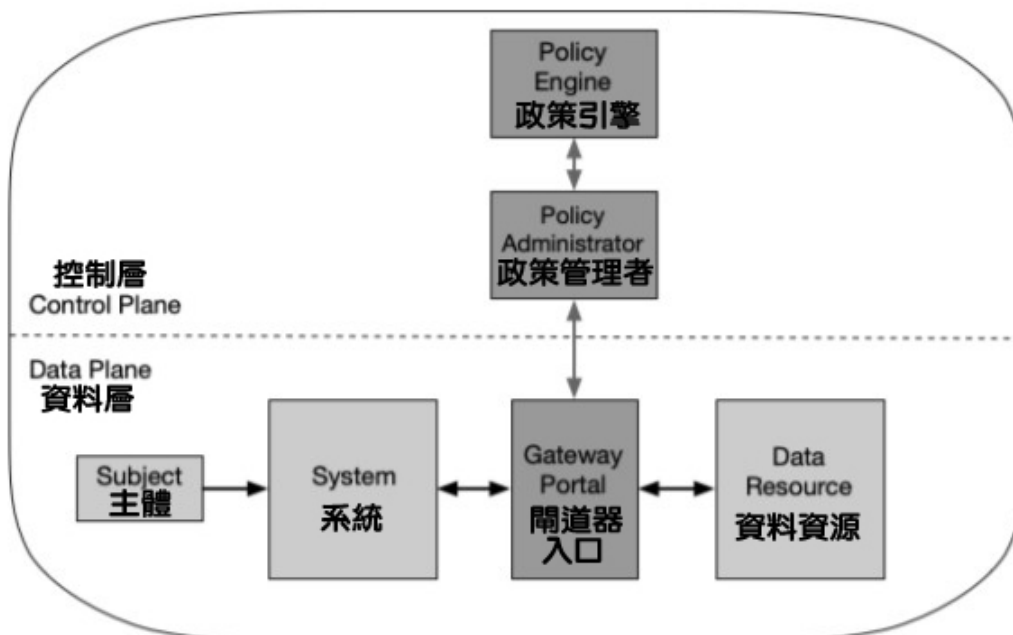 Policy
Engine
政策引擎
Policy
Administrator
政策管理者
控制層
Control Plane
Data Plane
資料層
Subject
主體
System
系統
Gateway
Portal
閘道器
入口
Data
Resource
資料資源